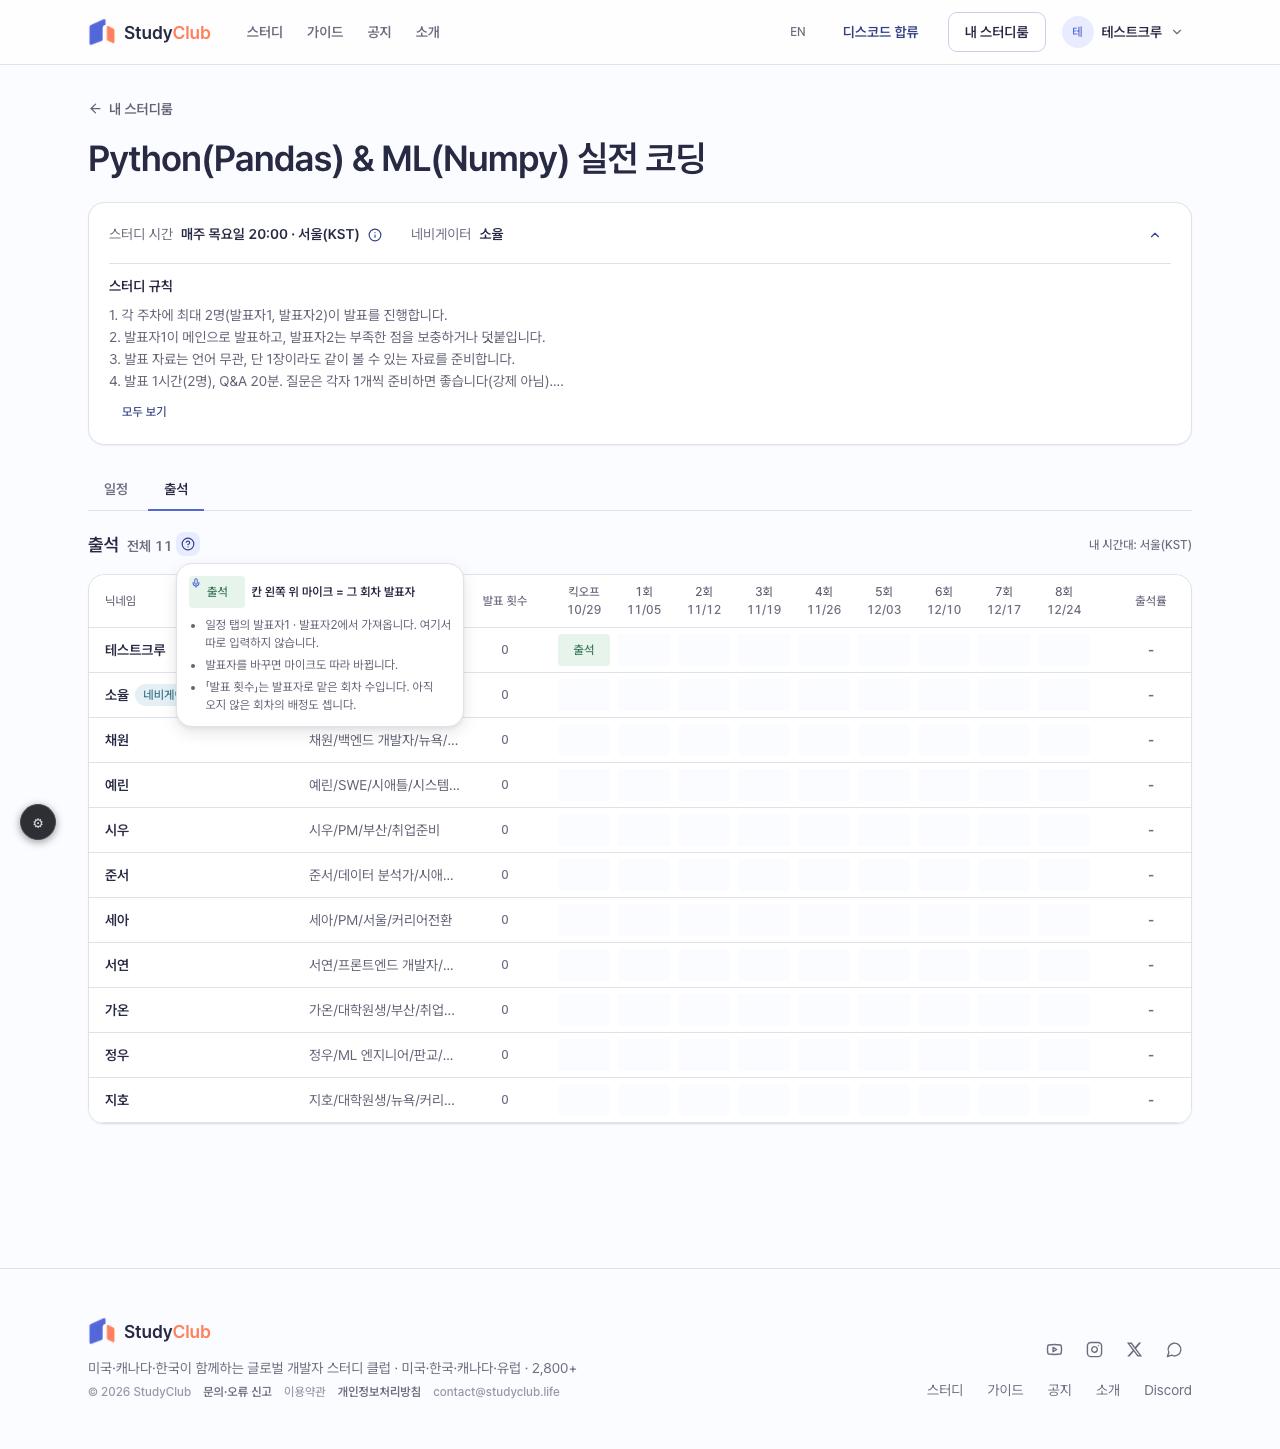 StudyClub 스터디 가이드 공지 소개 EN 디스코드 합류 내 스터디룸 테 테스트크루
내 스터디룸
Python(Pandas) & ML(Numpy) 실전 코딩
스터디 시간 매주 목요일 20:00 · 서울(KST) 네비게이터 소율
스터디 규칙
1. 각 주차에 최대 2명(발표자1, 발표자2)이 발표를 진행합니다.
2. 발표자1이 메인으로 발표하고, 발표자2는 부족한 점을 보충하거나 덧붙입니다.
3. 발표 자료는 언어 무관, 단 1장이라도 같이 볼 수 있는 자료를 준비합니다.
4. 발표 1시간(2명), Q&A 20분. 질문은 각자 1개씩 준비하면 좋습니다(강제 아님)....
모두 보기
일정 출석
출석 전체 11 내 시간대: 서울(KST)
출석 칸 왼쪽 위 마이크 = 그 회차 발표자
일정 탭의 발표자1 · 발표자2에서 가져옵니다. 여기서
따로 입력하지 않습니다.
발표자를 바꾸면 마이크도 따라 바뀝니다.
「발표 횟수」는 발표자로 맡은 회차 수입니다. 아직
오지 않은 회차의 배정도 셉니다.
닉네임 발표 횟수 킥오프 1회 2회 3회 4회 5회 6회 7회 8회 출석률
10/29 11/05 11/12 11/19 11/26 12/03 12/10 12/17 12/24
테스트크루 0 출석 -
소율 네비게이 0 -
채원 채원/백엔드 개발자/뉴욕/... 0 -
예린 예린/SWE/시애틀/시스템... 0 -
시우 시우/PM/부산/취업준비 0 -
준서 준서/데이터 분석가/시애... 0 -
세아 세아/PM/서울/커리어전환 0 -
서연 서연/프론트엔드 개발자/... 0 -
가온 가온/대학원생/부산/취업... 0 -
정우 정우/ML 엔지니어/판교/... 0 -
지호 지호/대학원생/뉴욕/커리... 0 -
StudyClub
미국·캐나다·한국이 함께하는 글로벌 개발자 스터디 클럽 · 미국·한국·캐나다·유럽 · 2,800+
© 2026 StudyClub 문의·오류 신고 이용약관 개인정보처리방침 contact@studyclub.life
스터디 가이드 공지 소개 Discord